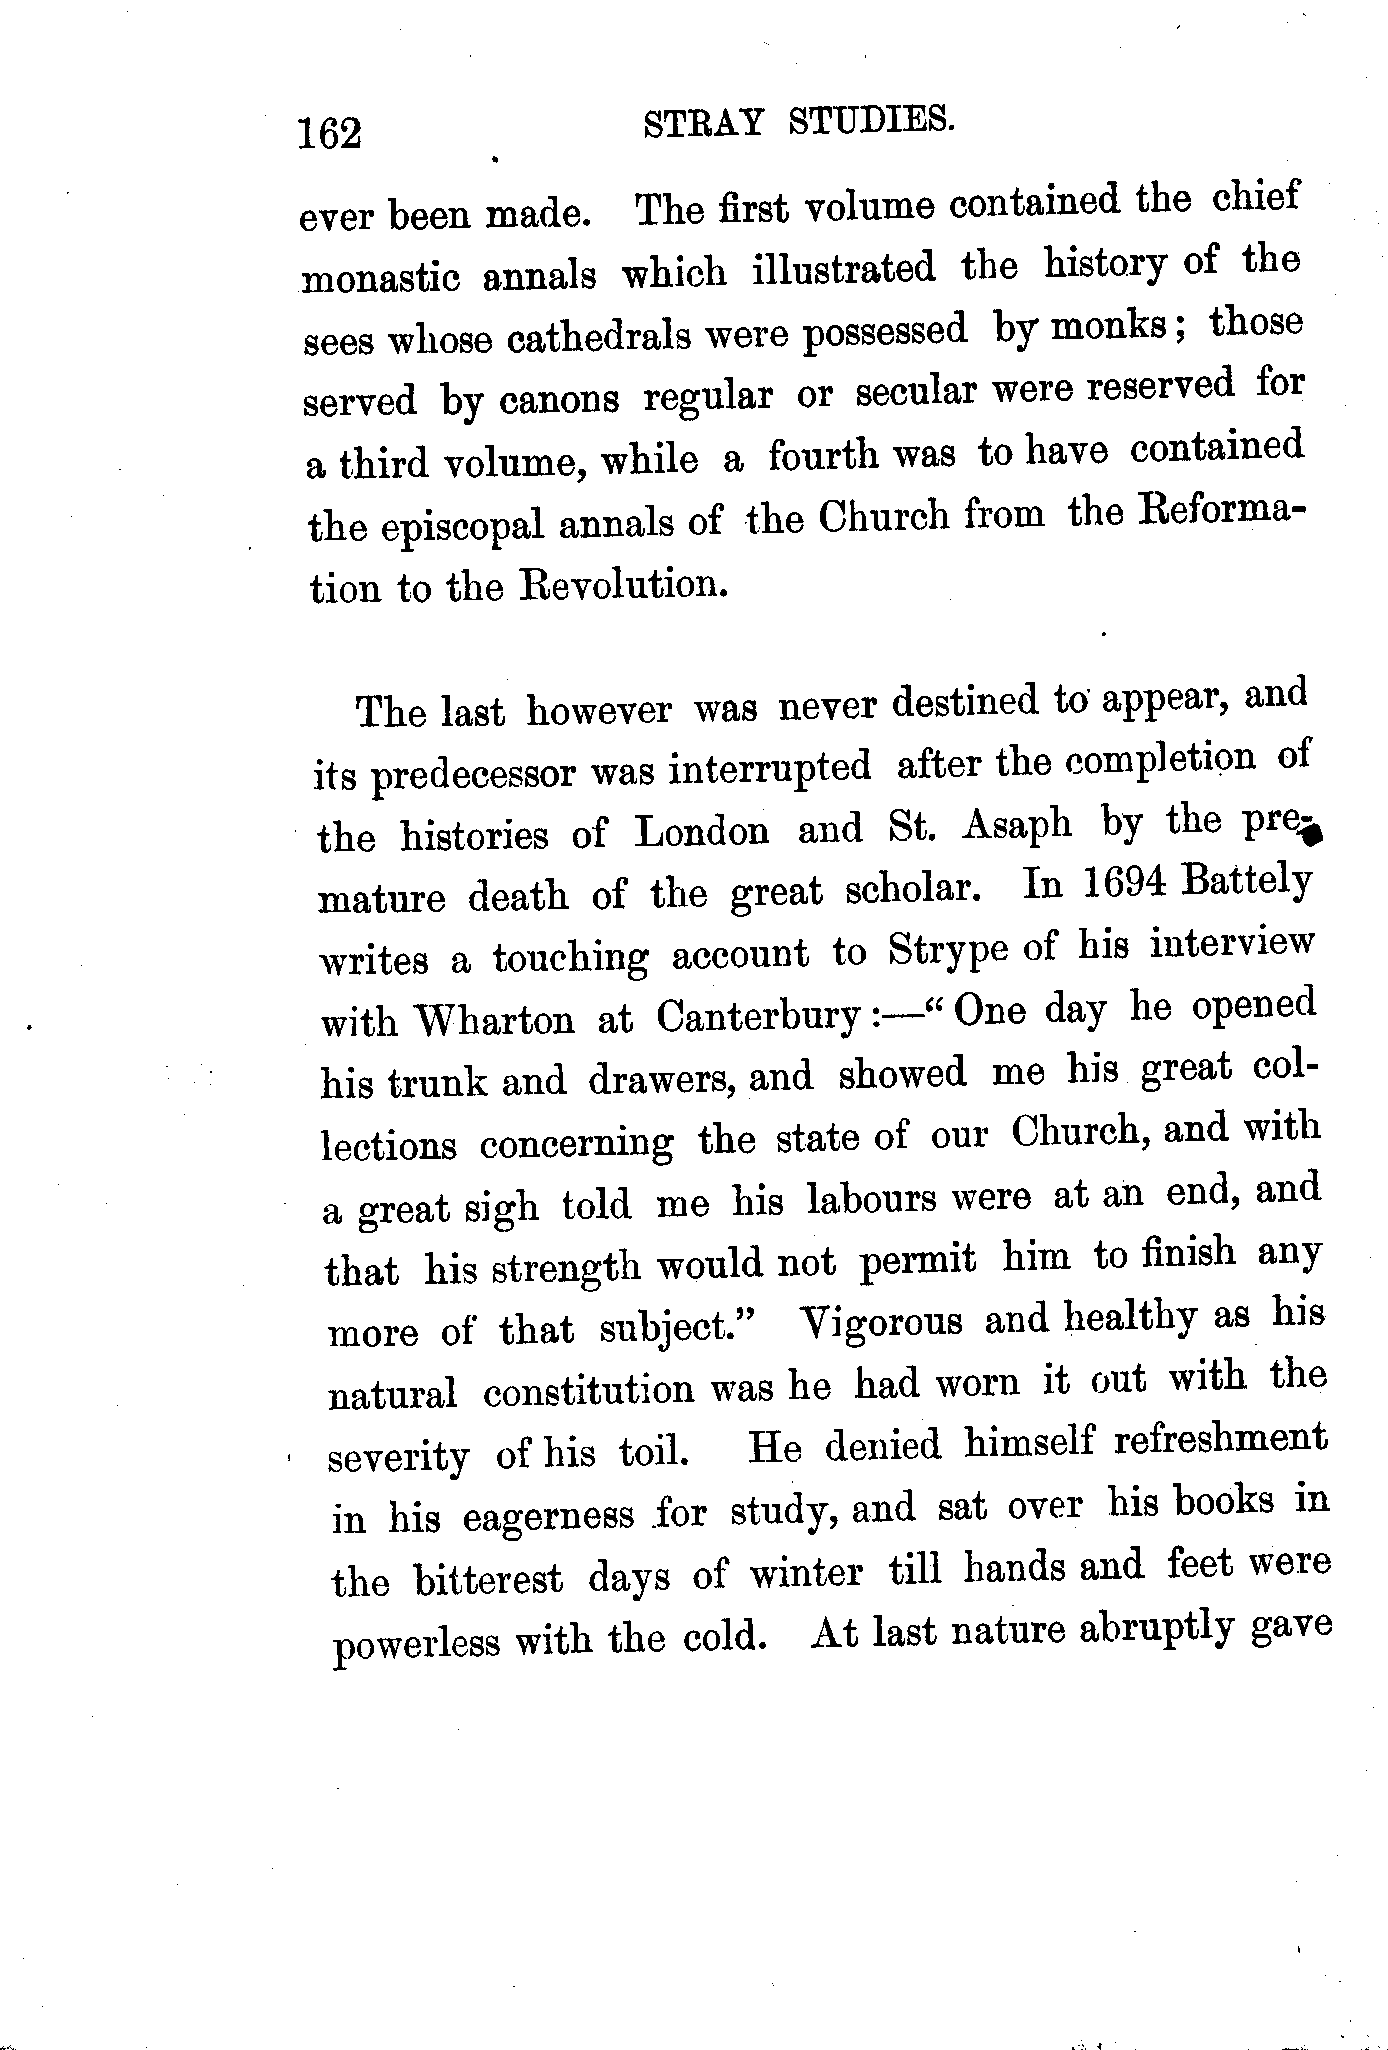 162 STRAY STUDIES.
ever been made. The first volume contained the chief
monastic annals which illustrated the history of the
sees whose cathedrals were possessed by monks; those
served by canons regular or secular were reserved for
a third volume, while a fourth was to have contained
the episcopal annals of the Church from the Reforma-
tion to the Revolution.
The last however was never destined to appear, and
its predecessor was interrupted after the completion of
the histories of London and St. Asaph by the pre-
mature death of the great scholar. In 1694 Battely
writes a touching account to Strype of his interview
with Wharton at Canterbury:—“One day he opened
his trunk and drawers, and showed me his great col-
lections concerning the state of our Church, and with
a great sigh told me his labours were at an end, and
that his strength would not permit him to finish any
more of that subject.” Vigorous and healthy as his
natural constitution was he had worn it out with the
severity of his toil. He denied himself refreshment
in his eagerness for study, and sat over his books in
the bitterest days of winter till hands and feet were
powerless with the cold. At last nature abruptly gave